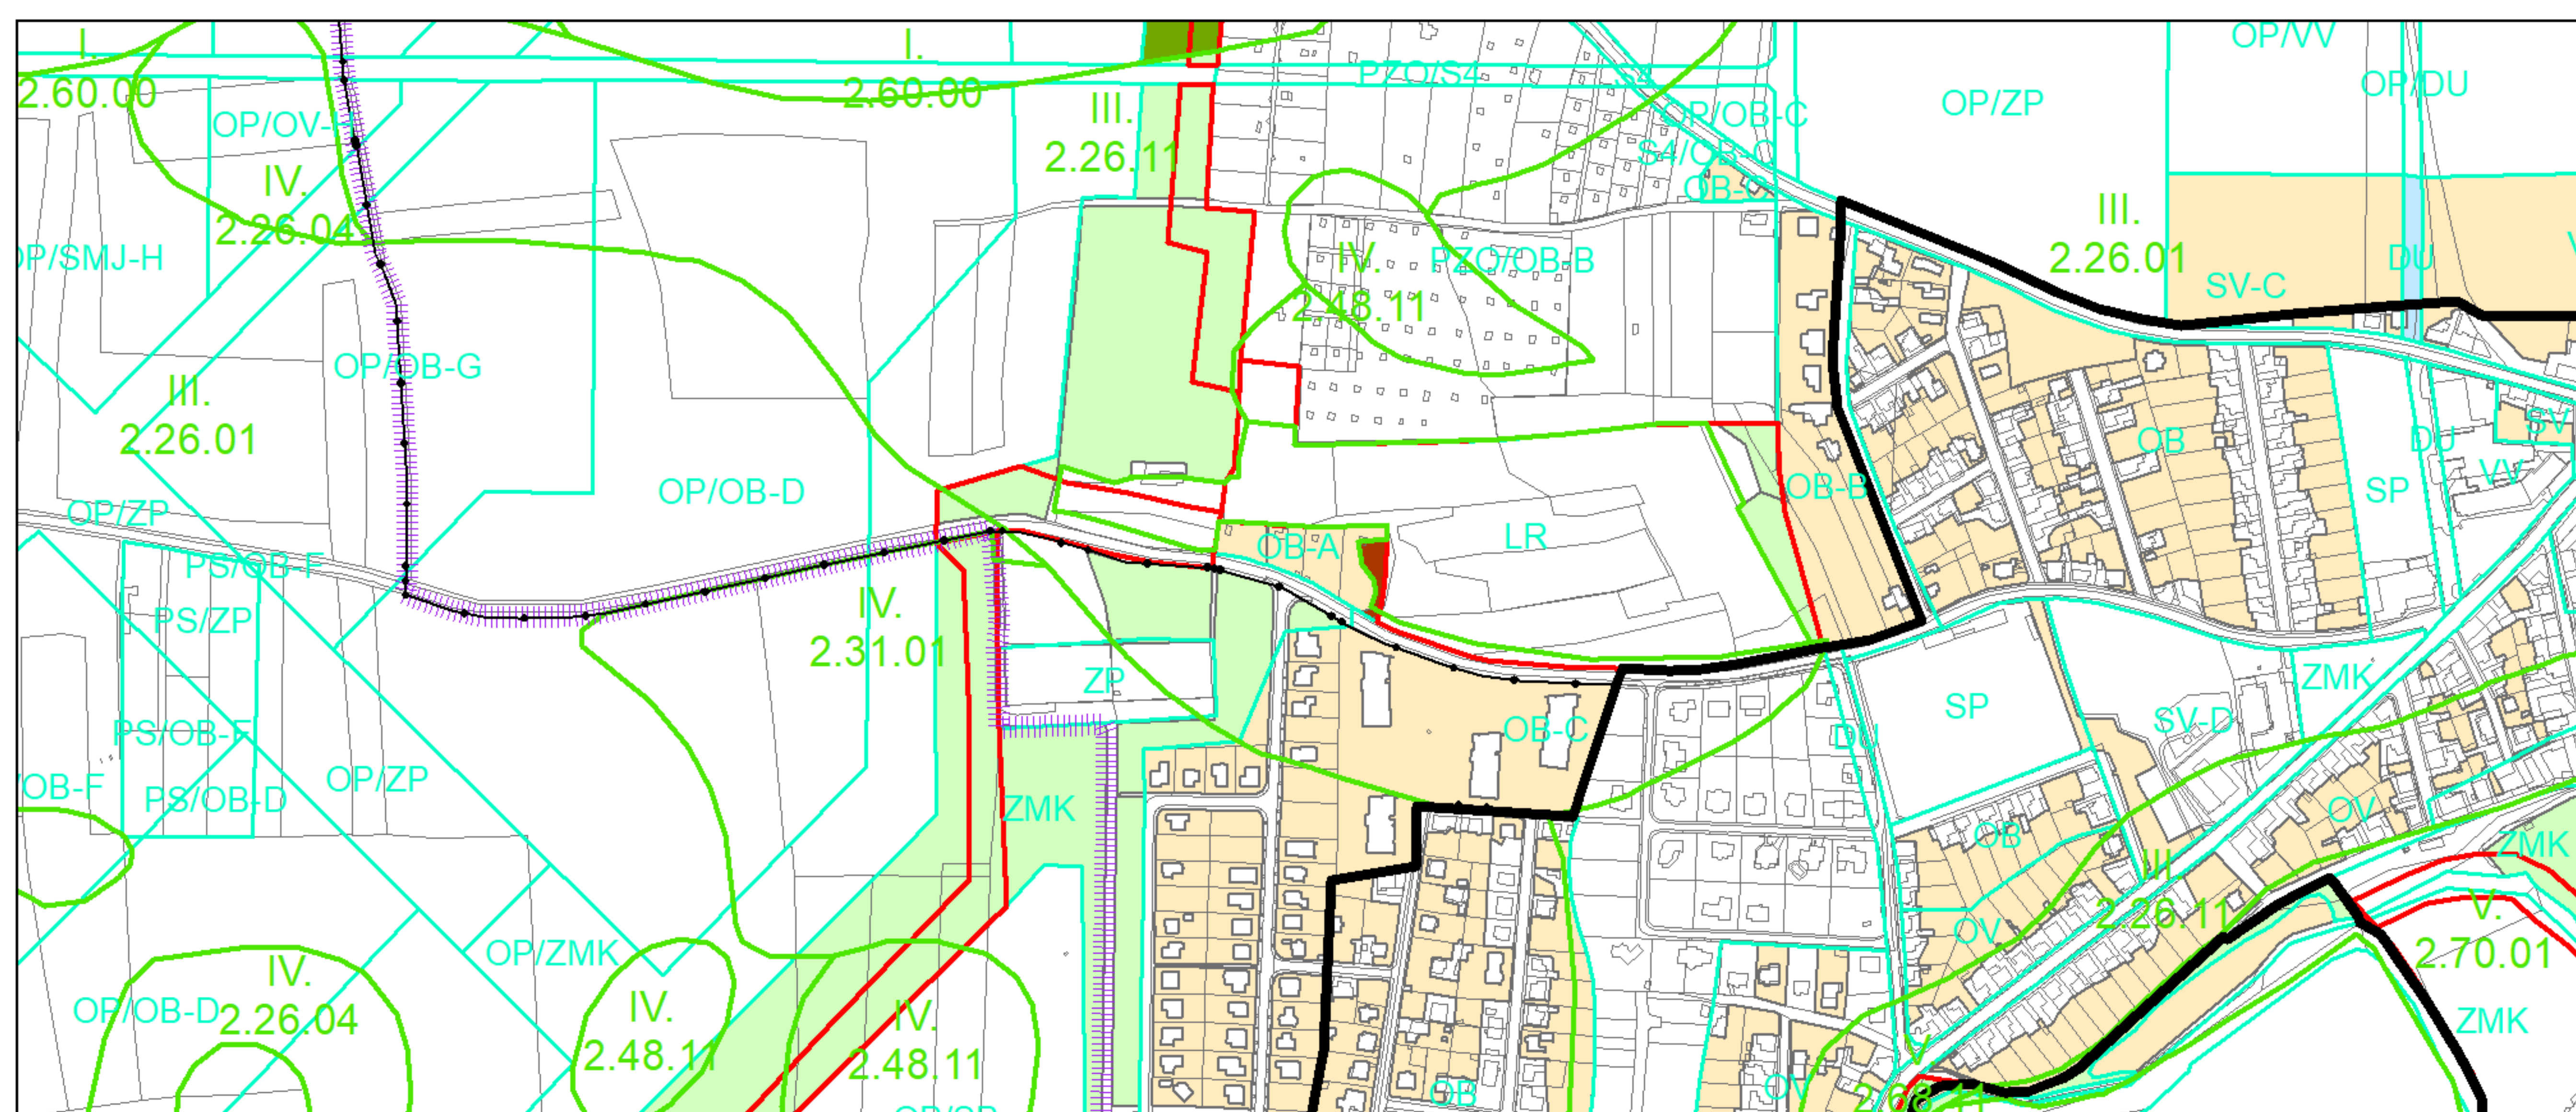 I.
2.60.00
I.
2.60.00
OP/VV
PZO/S4
S4
OP/DU
OP/ZP
III.
2.26.11
OP/OB-C
OP/OV-
S4/OB-C
OB-C
IV.
2.26.04
III.
2.26.01
OP/SMJ-H
IV.
2.48.11
PZO/OB-B
DU
SV-C
OP/OB-G
III.
2.26.01
OB
DU
SV
VV
SP
OP/OB-D
OB-B
OP/ZP
LR
OB-A
PS/OB-F
PS/ZP
IV.
2.31.01
ZP
ZMK
SP
SV-D
OB-C
DU
PS/OB-F
OP/ZP
/OB-F
PS/OB-D
ZMK
OV
OB
ZMK
III.
2.26.11
OV
V.
2.70.01
OP/ZMK
IV.
2.26.04
OP/OB-D
IV.
2.48.11
IV.
2.48.11
ZMK
V.
OV
OB